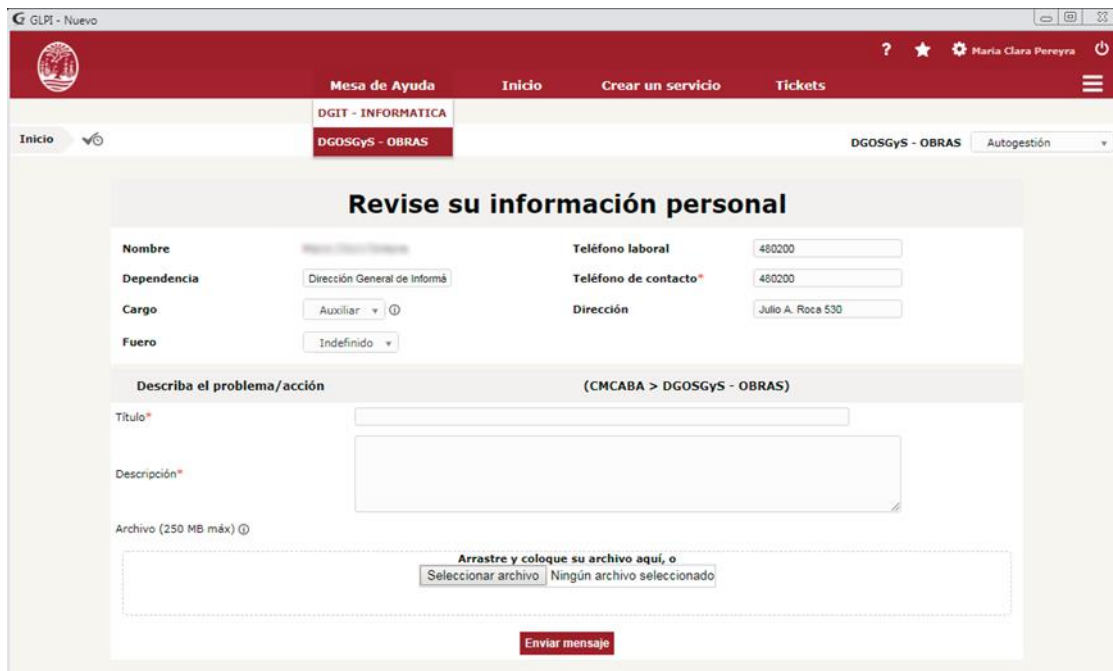 GLPI - Nuevo
? Maria Clara Pereyra
Mesa de Ayuda Inicio Crear un servicio Tickets
DGIT - INFORMATICA
Inicio DGOSGyS - OBRAS DGOSGyS - OBRAS Autogestión
Revise su información personal
Nombre Teléfono laboral 480200
Dependencia Dirección General de Informá Teléfono de contacto* 480200
Cargo Auxiliar Dirección Julio A. Roca 530
Fuero Indefinido
Describa el problema/acción (CMCABA > DGOSGyS - OBRAS)
Título*
Descripción*
Archivo (250 MB máx)
Arrastre y coloque su archivo aquí, o
Seleccionar archivo Ningún archivo seleccionado
Enviar mensaje